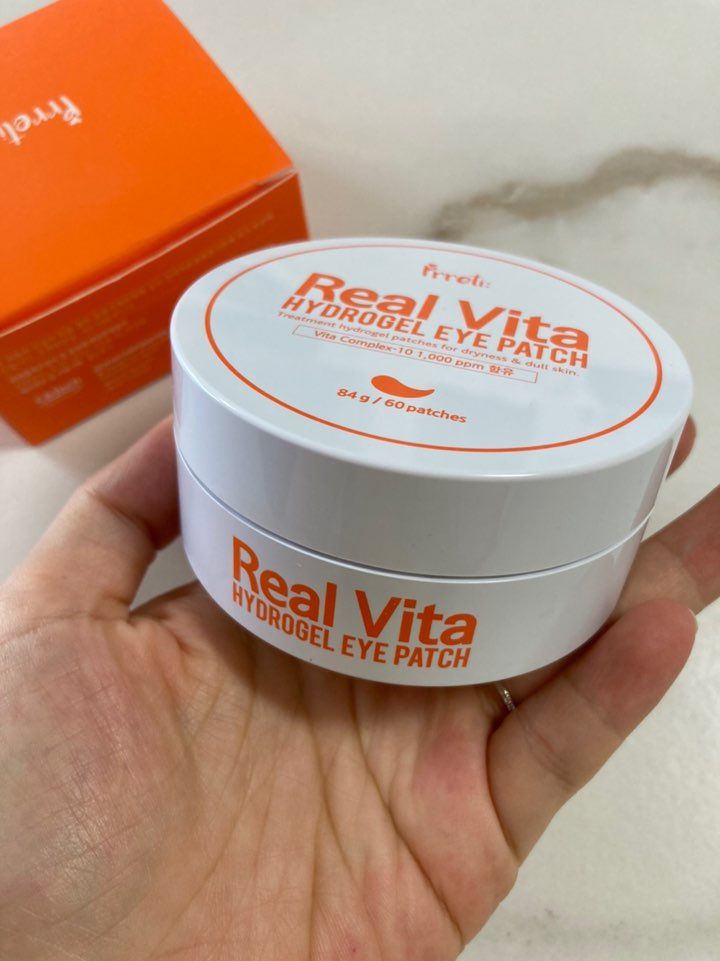 Prreti
Prreti:
Real Vita
HYDROGEL EYE PATCH
Treatment hydrogel patches for dryness & dull skin.
Vita Complex-10 1,000 ppm 함유
84 g / 60 patches
Real Vita
HYDROGEL EYE PATCH